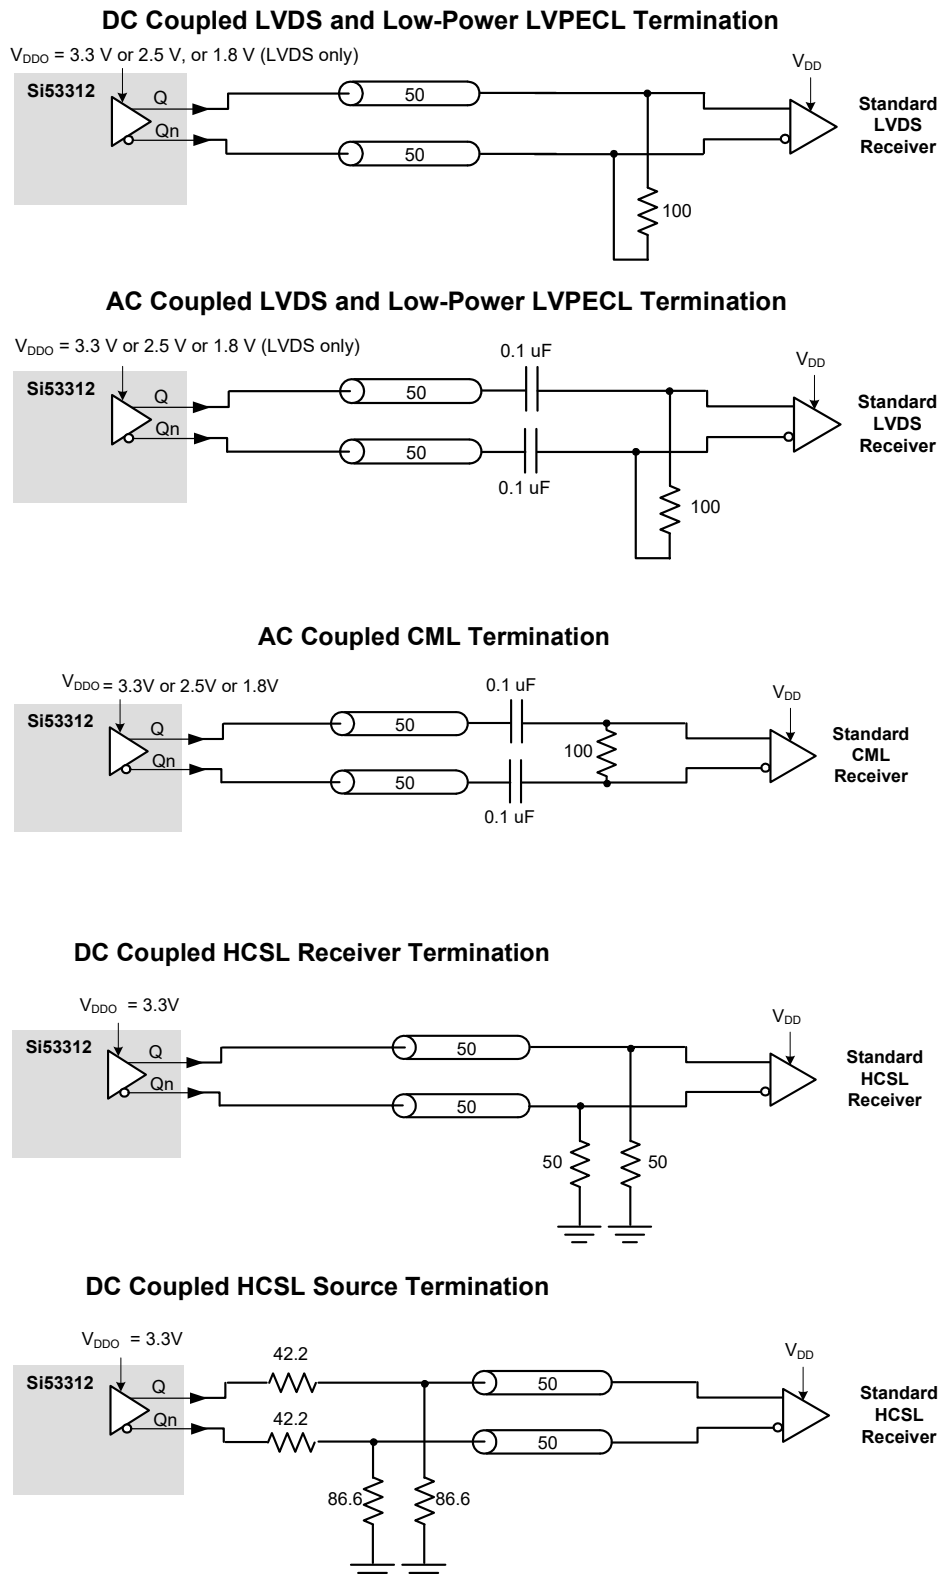 DC Coupled LVDS and Low-Power LVPECL Termination
VDDO = 3.3 V or 2.5 V, or 1.8 V (LVDS only)
VDD
Si53312
Q
50
Qn
50
100
Standard
LVDS
Receiver
AC Coupled LVDS and Low-Power LVPECL Termination
VDDO = 3.3 V or 2.5 V or 1.8 V (LVDS only)
0.1 uF
VDD
Si53312
Q
50
Qn
50
0.1 uF
100
Standard
LVDS
Receiver
AC Coupled CML Termination
VDDO = 3.3V or 2.5V or 1.8V
0.1 uF
VDD
Si53312
Q
50
Qn
100
50
0.1 uF
Standard
CML
Receiver
DC Coupled HCSL Receiver Termination
VDDO = 3.3V
VDD
Si53312
Q
50
Qn
50
50
50
Standard
HCSL
Receiver
DC Coupled HCSL Source Termination
VDDO = 3.3V
42.2
VDD
Si53312
Q
50
Qn
42.2
50
86.6
86.6
Standard
HCSL
Receiver